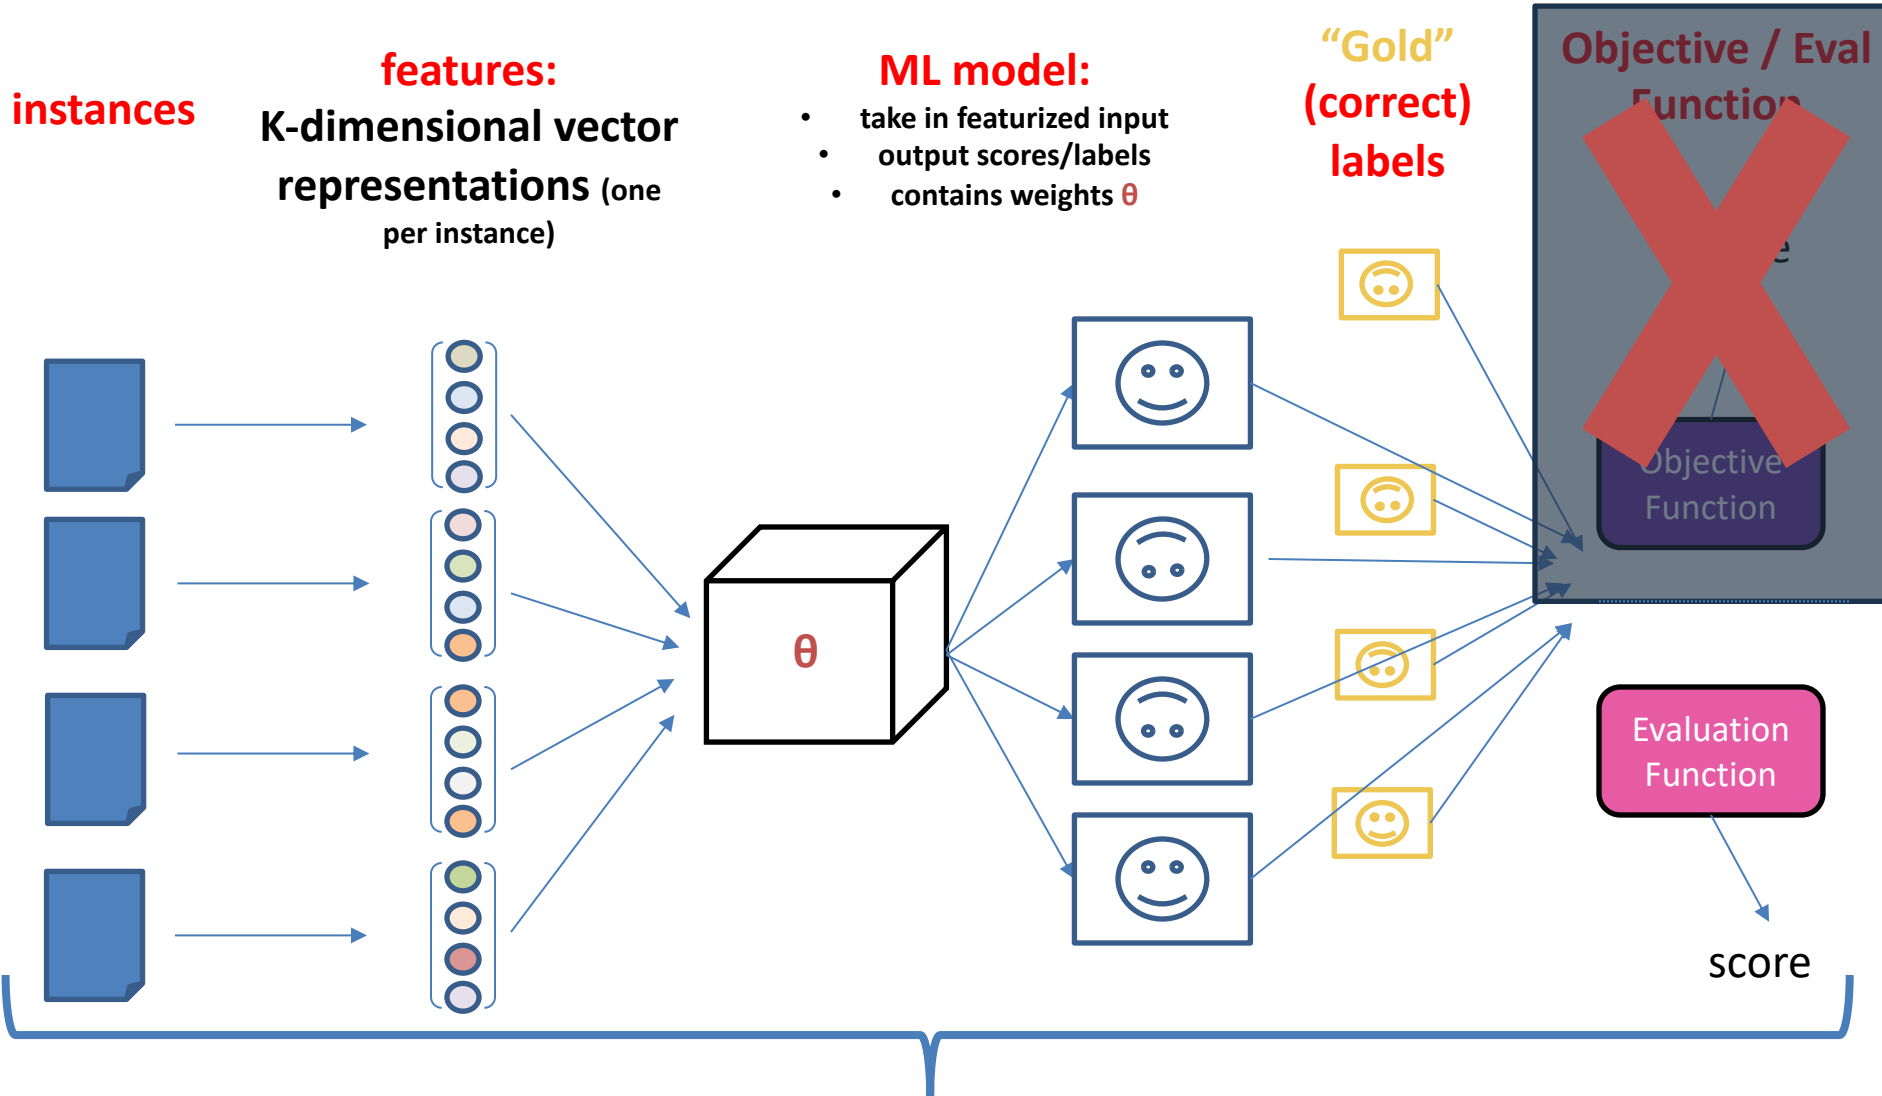 instances
features:
K-dimensional vector
representations (one
per instance)
ML model:
• take in featurized input
• output scores/labels
• contains weights θ
“Gold”
(correct)
labels
Objective / Eval
Function
θ
Objective
Function
Evaluation
Function
score